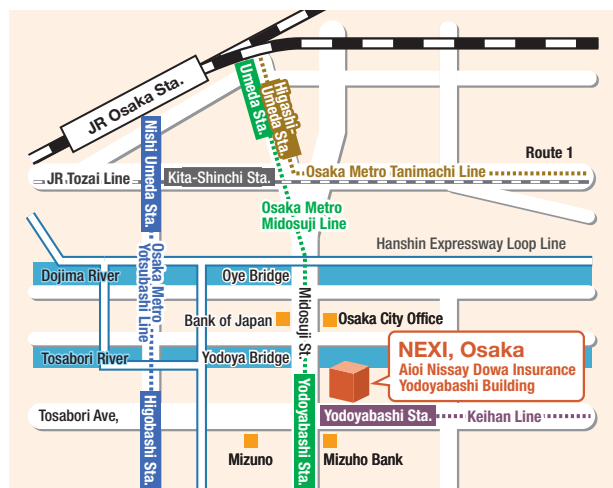 JR Osaka Sta.
Umeda Sta.
Higashi-
Umeda Sta.
Nishi Umeda Sta.
Route 1
JR Tozai Line
Kita-Shinchi Sta.
Osaka Metro Tanimachi Line
Osaka Metro
Midosuji Line
Hanshin Expressway Loop Line
Osaka Metro
Yotsubashi Line
Dojima River
Oye Bridge
Midosuji St.
Bank of Japan
Osaka City Office
Tosabori River
Yodoya Bridge
NEXI, Osaka
Aioi Nissay Dowa Insurance
Yodoyabashi Building
Higobashi Sta.
Yodoyabashi Sta.
Tosabori Ave,
Yodoyabashi Sta.
Keihan Line
Mizuno
Mizuho Bank